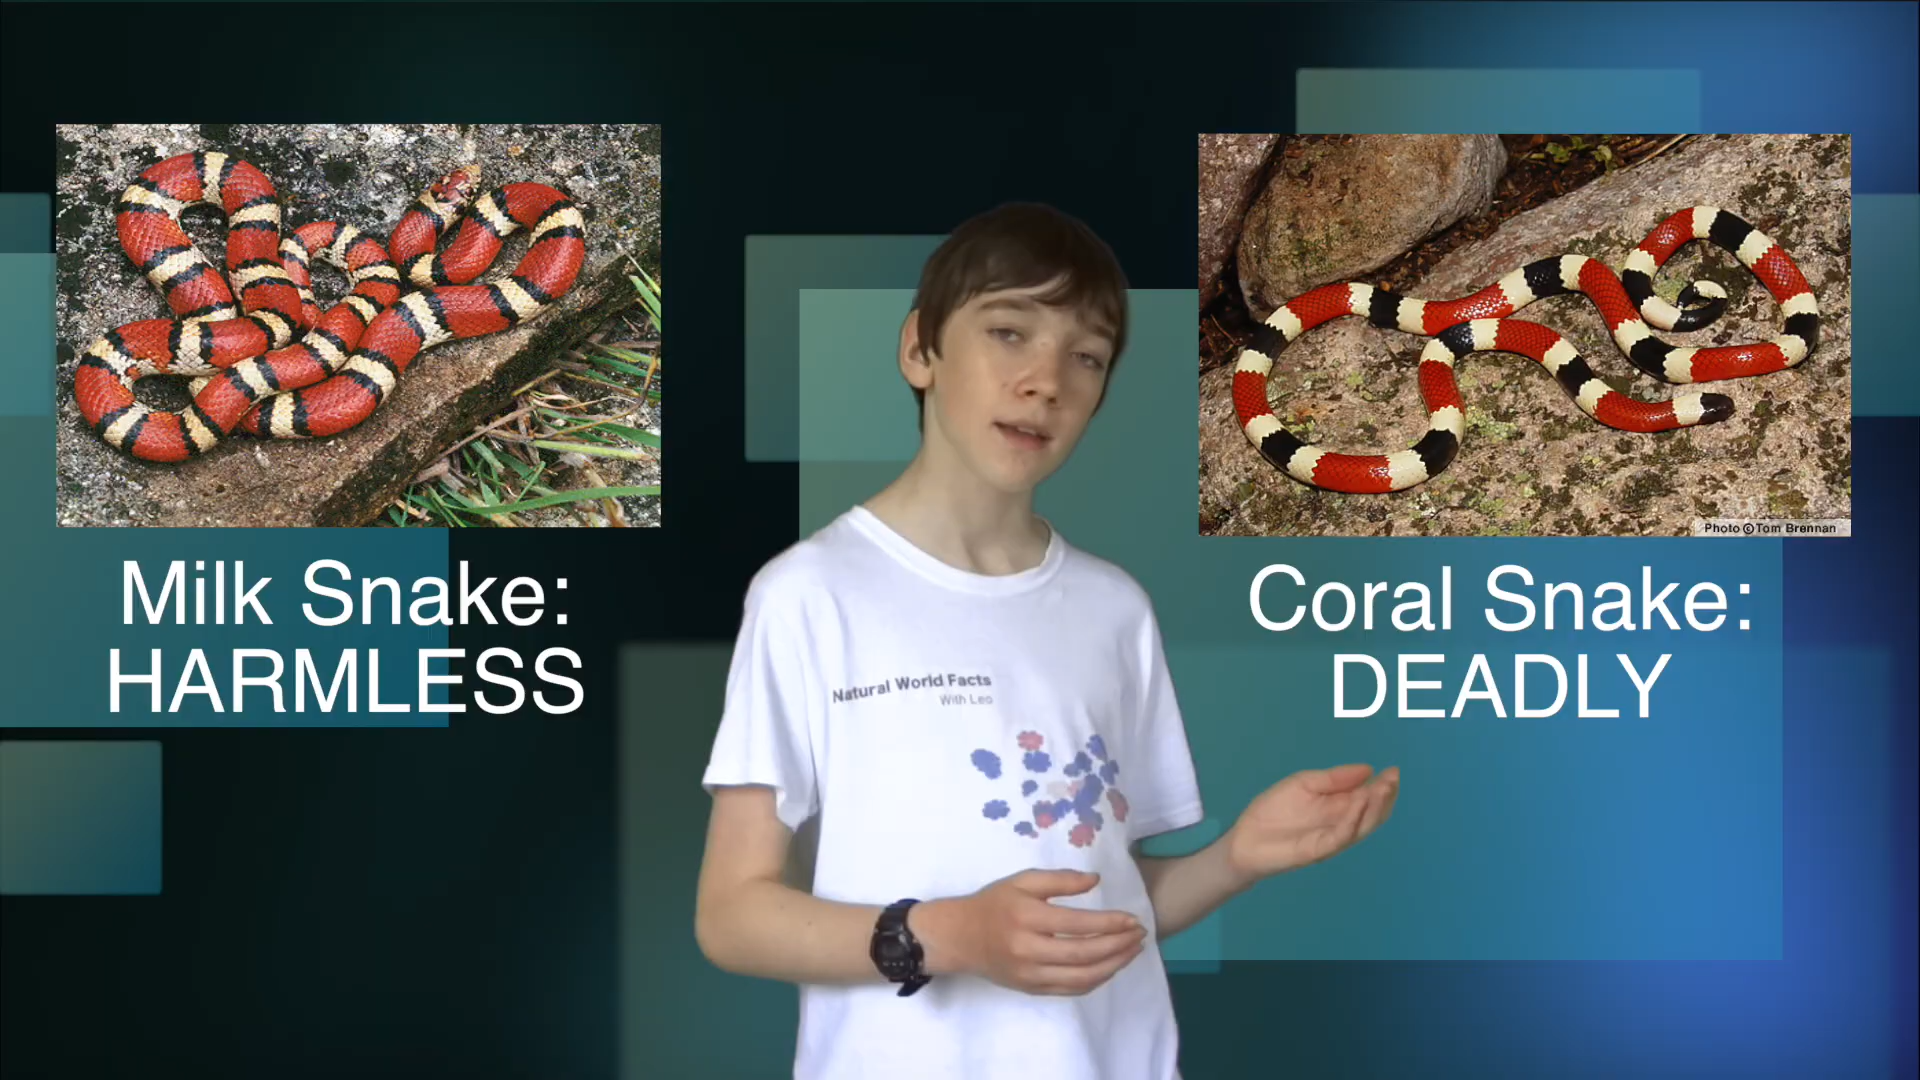 Milk Snake:
HARMLESS
Photo ©Tom Brennan
Coral Snake:
DEADLY
Natural World Facts
With Leo